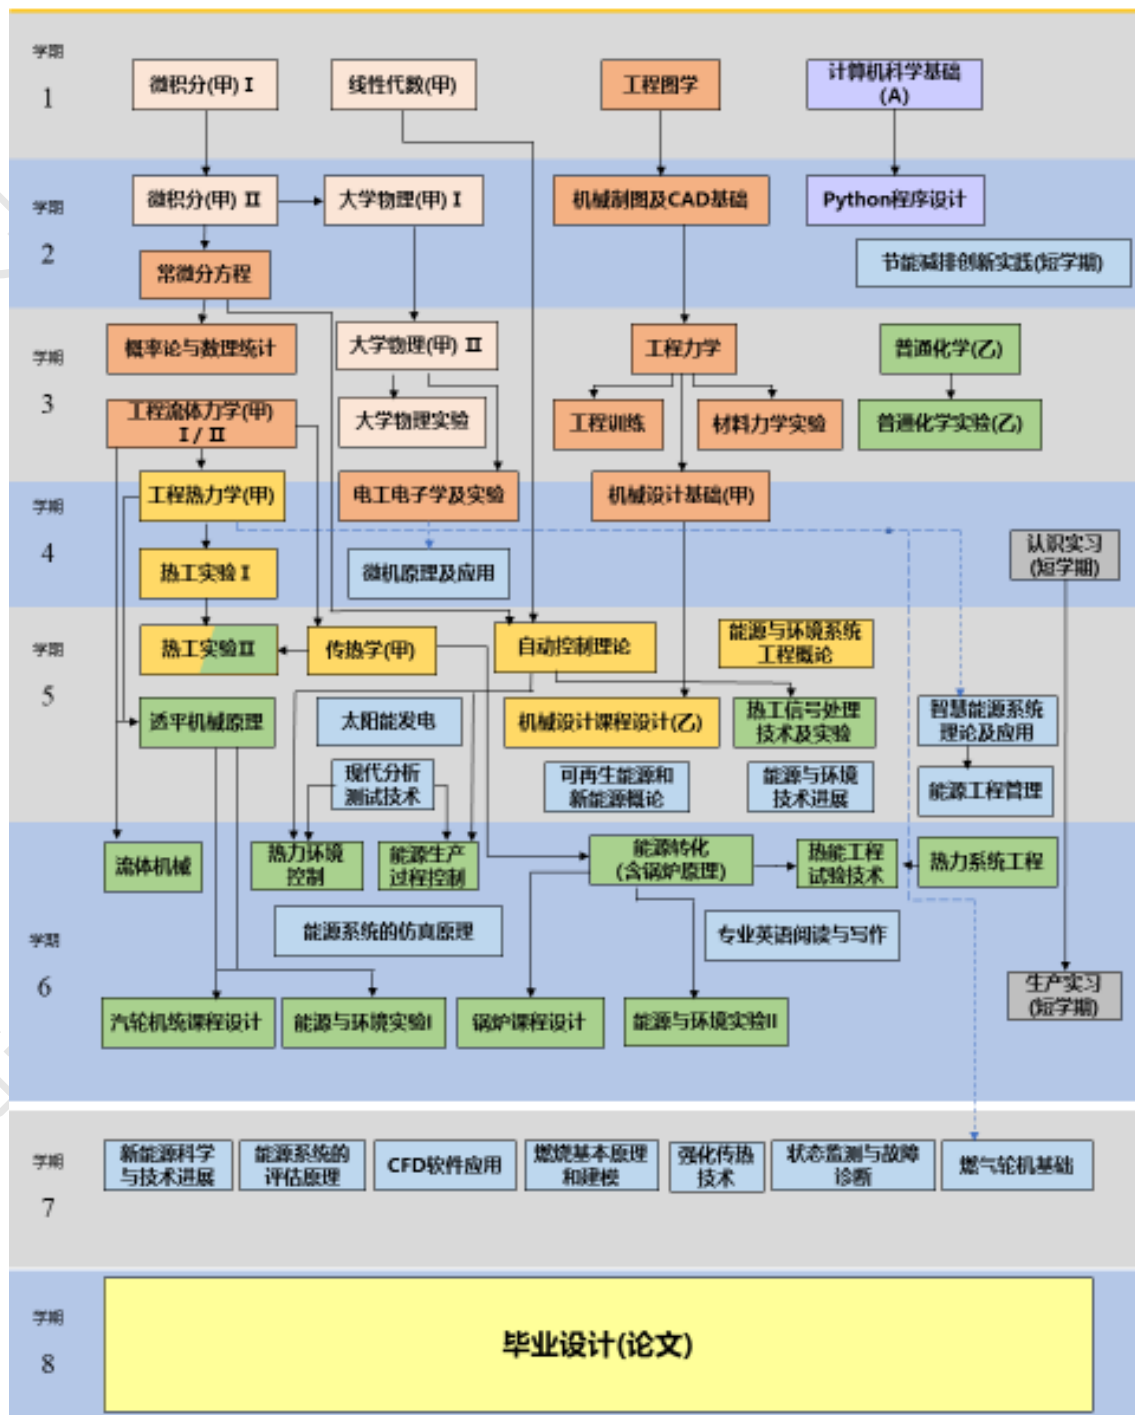 学期
1
微积分(甲) I
线性代数(甲)
工程图学
计算机科学基础
(A)
学期
2
微积分(甲) II
大学物理(甲) I
机械制图及CAD基础
Python程序设计
常微分方程
节能减排创新实践(短学期)
学期
3
概率论与数理统计
大学物理(甲) II
工程力学
普通化学(乙)
工程流体力学(甲)
I / II
大学物理实验
工程训练
材料力学实验
普通化学实验(乙)
学期
4
工程热力学(甲)
电工电子学及实验
机械设计基础(甲)
热工实验 I
微机原理及应用
认识实习
(短学期)
学期
5
热工实验II
传热学(甲)
自动控制理论
能源与环境系统
工程概论
透平机械原理
太阳能发电
机械设计课程设计(乙)
热工信号处理
技术及实验
智慧能源系统
理论及应用
现代分析
测试技术
可再生能源和
新能源概论
能源与环境
技术进展
能源工程管理
学期
6
流体机械
热力环境
控制
能源生产
过程控制
能源转化
(含锅炉原理)
热能工程
试验技术
热力系统工程
能源系统的仿真原理
专业英语阅读与写作
生产实习
(短学期)
汽轮机统课程设计
能源与环境实验I
锅炉课程设计
能源与环境实验II
学期
7
新能源科学
与技术进展
能源系统的
评估原理
CFD软件应用
燃烧基本原理
和建模
强化传热
技术
状态监测与故障
诊断
燃气轮机基础
学期
8
毕业设计(论文)